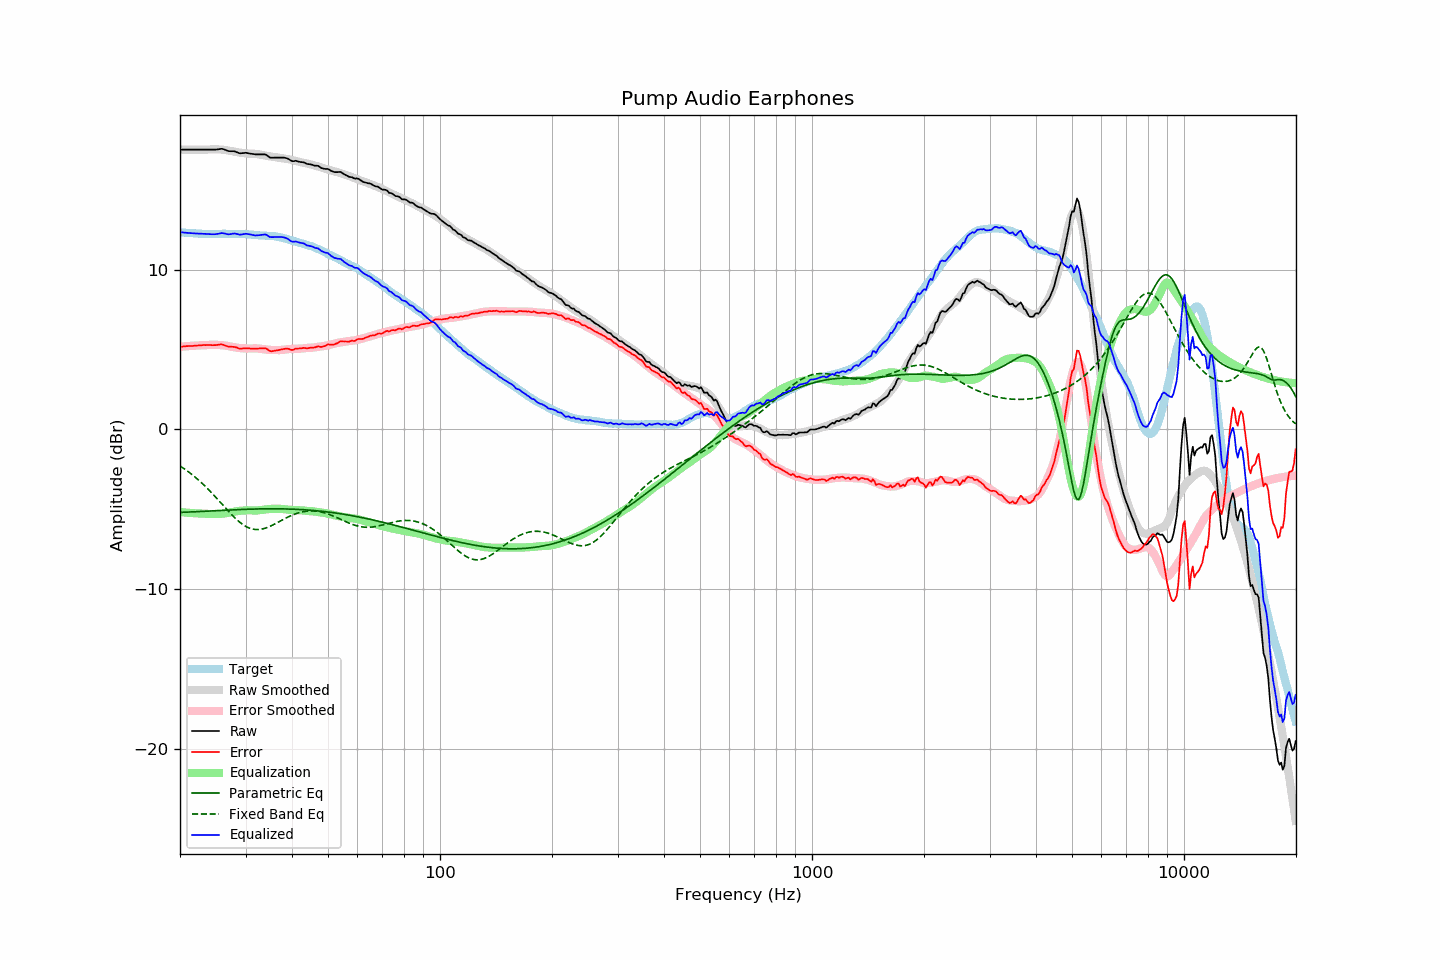 Pump Audio Earphones
10
0
−10
−20
Amplitude (dBr)
Target
Raw Smoothed
Error Smoothed
Raw
Error
Equalization
Parametric Eq
Fixed Band Eq
Equalized
100
1000
10000
Frequency (Hz)